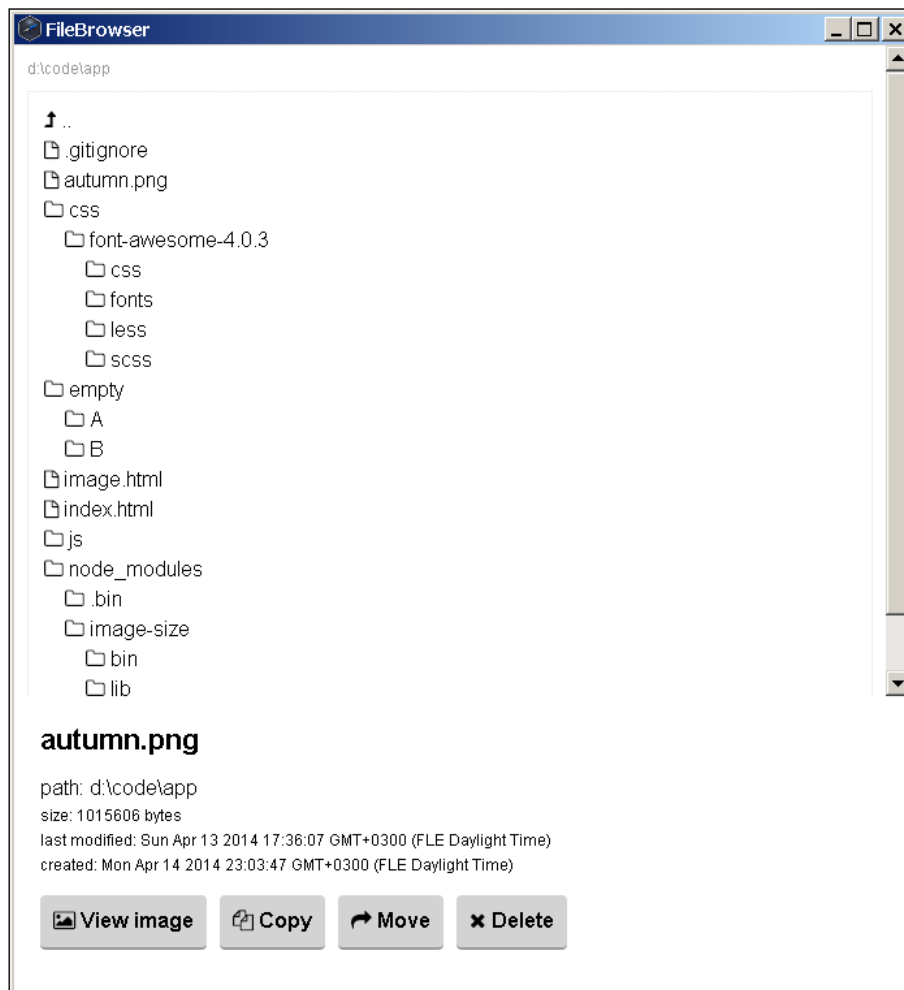 FileBrowser
d:\code\app
..
.gitignore
autumn.png
css
font-awesome-4.0.3
css
fonts
less
scss
empty
A
B
image.html
index.html
js
node_modules
.bin
image-size
bin
lib
autumn.png
path: d:\code\app
size: 1015606 bytes
last modified: Sun Apr 13 2014 17:36:07 GMT+0300 (FLE Daylight Time)
created: Mon Apr 14 2014 23:03:47 GMT+0300 (FLE Daylight Time)
View image Copy Move Delete